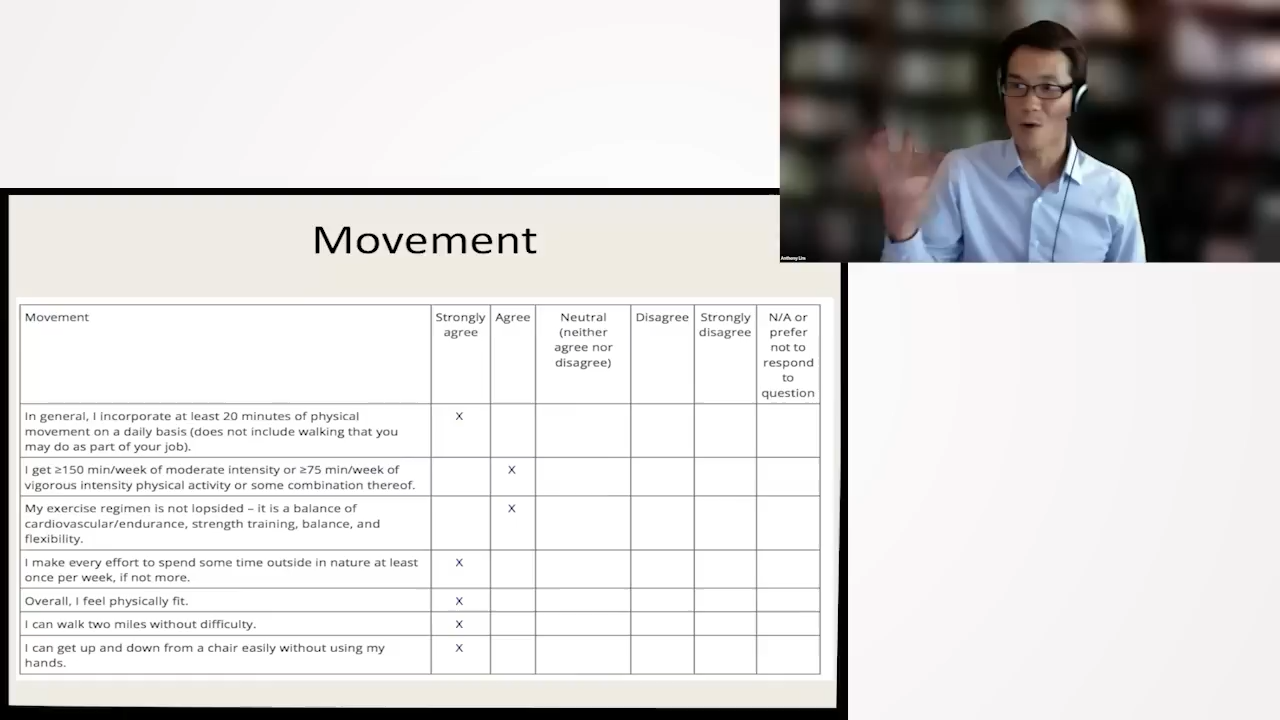 Anthony Lim
Movement
Movement
Strongly
agree
Agree
Neutral
(neither
agree nor
disagree)
Disagree
Strongly
disagree
N/A or
prefer
not to
respond
to
question
In general, I incorporate at least 20 minutes of physical
movement on a daily basis (does not include walking that you
may do as part of your job).
X
I get ≥150 min/week of moderate intensity or ≥75 min/week of
vigorous intensity physical activity or some combination thereof.
X
My exercise regimen is not lopsided – it is a balance of
cardiovascular/endurance, strength training, balance, and
flexibility.
X
I make every effort to spend some time outside in nature at least
once per week, if not more.
X
Overall, I feel physically fit.
X
I can walk two miles without difficulty.
X
I can get up and down from a chair easily without using my
hands.
X